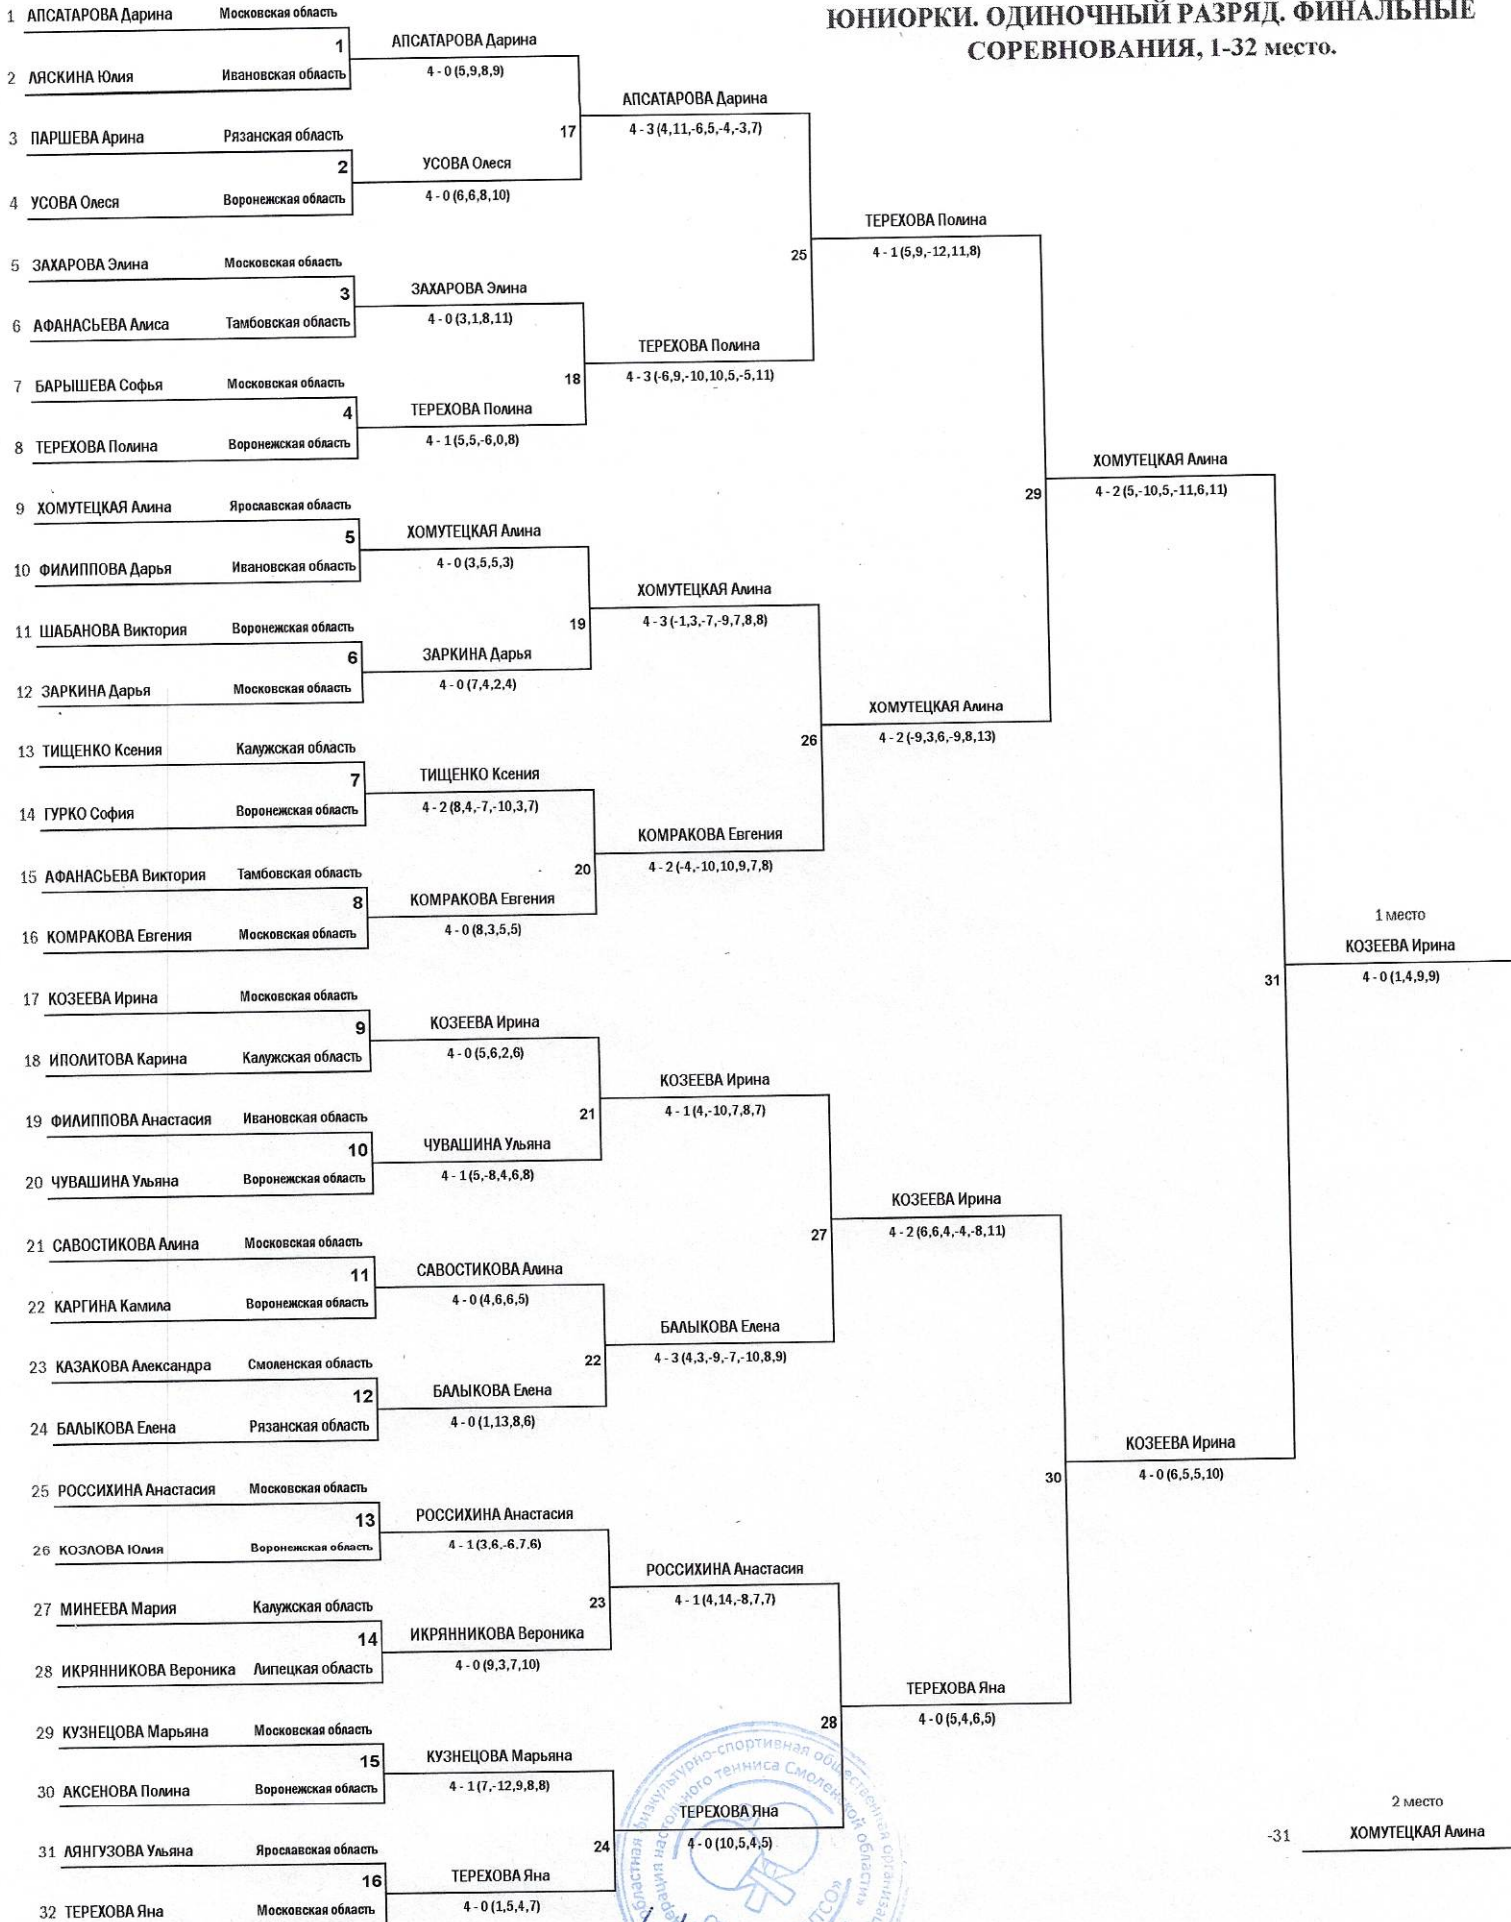 ЮНИОРКИ. ОДИНОЧНЫЙ РАЗРЯД. ФИНАЛЬНЫЕ
СОРЕВНОВАНИЯ, 1-32 место.
1 АПСАТАРОВА Дарина Московская область
1
2 ЛЯСКИНА Юлия Ивановская область
3 ПАРШЕВА Арина Рязанская область
2
4 УСОВА Олеся Воронежская область
5 ЗАХАРОВА Элина Московская область
3
6 АФАНАСЬЕВА Алиса Тамбовская область
7 БАРЫШЕВА Софья Московская область
4
8 ТЕРЕХОВА Полина Воронежская область
9 ХОМУТЕЦКАЯ Алина Ярославская область
5
10 ФИЛИППОВА Дарья Ивановская область
11 ШАБАНОВА Виктория Воронежская область
6
12 ЗАРКИНА Дарья Московская область
13 ТИЩЕНКО Ксения Калужская область
7
14 ГУРКО София Воронежская область
15 АФАНАСЬЕВА Виктория Тамбовская область
8
16 КОМРАКОВА Евгения Московская область
17 КОЗЕЕВА Ирина Московская область
9
18 ИПОЛИТОВА Карина Калужская область
19 ФИЛИППОВА Анастасия Ивановская область
10
20 ЧУВАШИНА Ульяна Воронежская область
21 САВОСТИКОВА Алина Московская область
11
22 КАРГИНА Камила Воронежская область
23 КАЗАКОВА Александра Смоленская область
12
24 БАЛЫКОВА Елена Рязанская область
25 РОССИХИНА Анастасия Московская область
13
26 КОЗЛОВА Юлия Воронежская область
27 МИНЕЕВА Мария Калужская область
14
28 ИКРЯННИКОВА Вероника Липецкая область
29 КУЗНЕЦОВА Марьяна Московская область
15
30 АКСЕНОВА Полина Воронежская область
31 ЛЯНГУЗОВА Ульяна Ярославская область
16
32 ТЕРЕХОВА Яна Московская область
АПСАТАРОВА Дарина
4 - 0 (5,9,8,9)
17
УСОВА Олеся
4 - 0 (6,6,8,10)
ЗАХАРОВА Элина
4 - 0 (3,1,8,11)
18
ТЕРЕХОВА Полина
4 - 1 (5,5,-6,0,8)
ХОМУТЕЦКАЯ Алина
4 - 0 (3,5,5,3)
19
ЗАРКИНА Дарья
4 - 0 (7,4,2,4)
ТИЩЕНКО Ксения
4 - 2 (8,4,-7,-10,3,7)
20
КОМРАКОВА Евгения
4 - 0 (8,3,5,5)
КОЗЕЕВА Ирина
4 - 0 (5,6,2,6)
21
ЧУВАШИНА Ульяна
4 - 1 (5,-8,4,6,8)
САВОСТИКОВА Алина
4 - 0 (4,6,6,5)
22
БАЛЫКОВА Елена
4 - 0 (1,13,8,6)
РОССИХИНА Анастасия
4 - 1 (3,6,-6,7,6)
23
ИКРЯННИКОВА Вероника
4 - 0 (9,3,7,10)
КУЗНЕЦОВА Марьяна
4 - 1 (7,-12,9,8,8)
24
ТЕРЕХОВА Яна
4 - 0 (1,5,4,7)
АПСАТАРОВА Дарина
4 - 3 (4,11,-6,5,-4,-3,7)
25
ТЕРЕХОВА Полина
4 - 3 (-6,9,-10,10,5,-5,11)
ХОМУТЕЦКАЯ Алина
4 - 3 (-1,3,-7,-9,7,8,8)
26
КОМРАКОВА Евгения
4 - 2 (-4,-10,10,9,7,8)
КОЗЕЕВА Ирина
4 - 1 (4,-10,7,8,7)
27
БАЛЫКОВА Елена
4 - 3 (4,3,-9,-7,-10,8,9)
РОССИХИНА Анастасия
4 - 1 (4,14,-8,7,7)
28
ТЕРЕХОВА Яна
4 - 0 (10,5,4,5)
ТЕРЕХОВА Полина
4 - 1 (5,9,-12,11,8)
29
ХОМУТЕЦКАЯ Алина
4 - 2 (-9,3,6,-9,8,13)
КОЗЕЕВА Ирина
4 - 2 (6,6,4,-4,-8,11)
30
ТЕРЕХОВА Яна
4 - 0 (5,4,6,5)
ХОМУТЕЦКАЯ Алина
4 - 2 (5,-10,5,-11,6,11)
31
КОЗЕЕВА Ирина
4 - 0 (6,5,5,10)
1 место
КОЗЕЕВА Ирина
4 - 0 (1,4,9,9)
2 место
-31 ХОМУТЕЦКАЯ Алина
физкультурно-спортивная общественная
настольного тенниса Смоленской области»